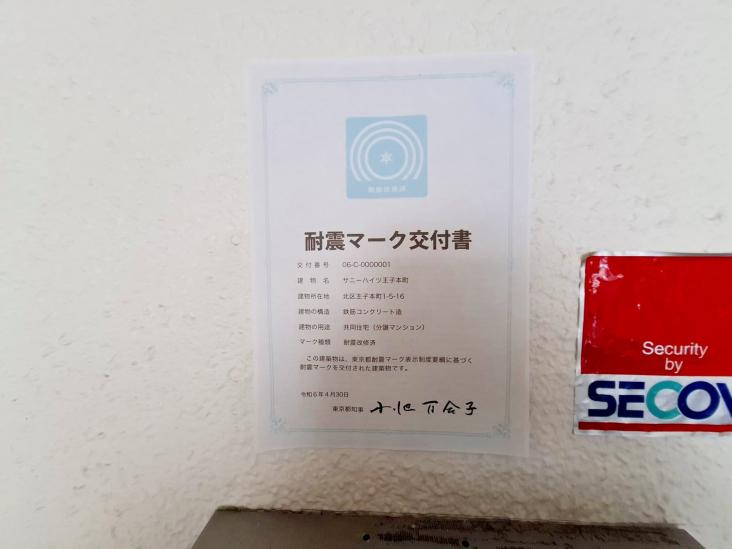 耐震改修済
耐震マーク交付書
交付番号 06-C-0000001
建物名 サニーハイツ王子本町
建物所在地 北区王子本町1-5-16
建物の構造 鉄筋コンクリート造
建物の用途 共同住宅（分譲マンション）
マーク種類 耐震改修済
この建築物は、東京都耐震マーク表示制度要綱に基づく
耐震マークを交付された建築物です。
令和6年4月30日
東京都知事 小池百合子
Security
by
SECOM